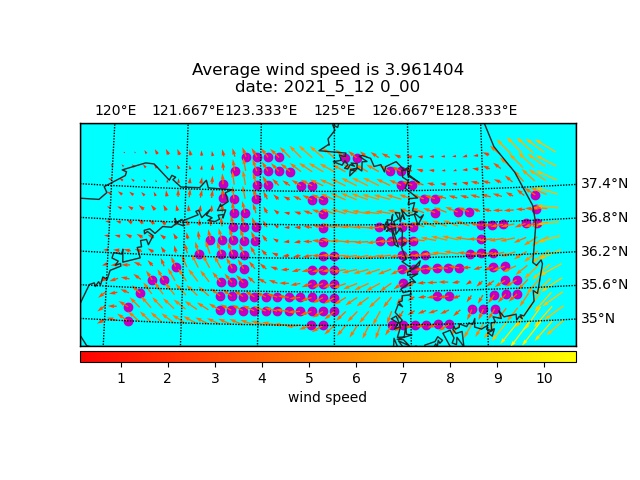 Average wind speed is 3.961404
date: 2021_5_12 0_00
120°E 121.667°E 123.333°E 125°E 126.667°E 128.333°E
37.4°N
36.8°N
36.2°N
35.6°N
35°N
1 2 3 4 5 6 7 8 9 10
wind speed